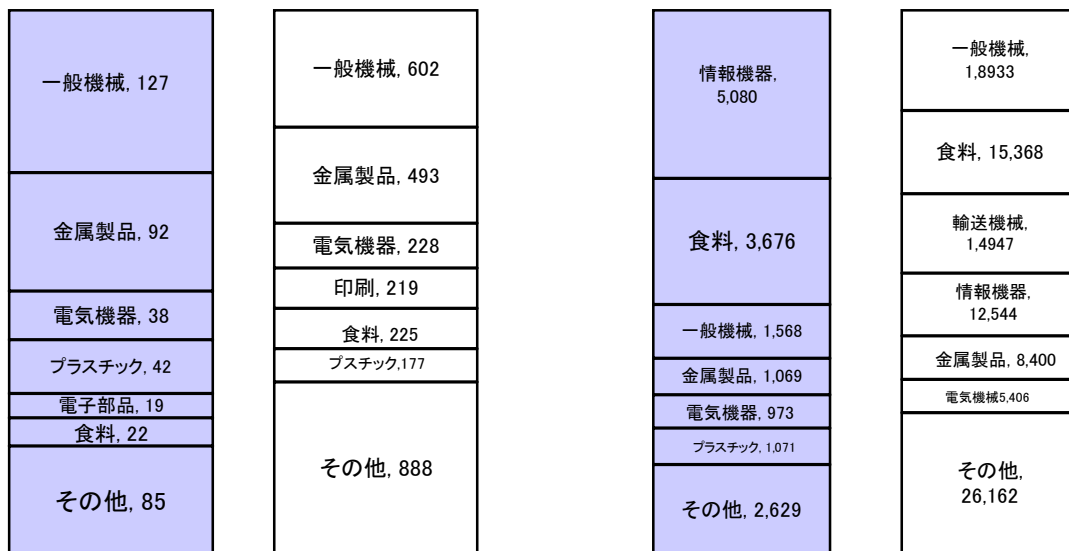 一般機械, 127
金属製品, 92
電気機器, 38
プラスチック, 42
電子部品, 19
食料, 22
その他, 85
一般機械, 602
金属製品, 493
電気機器, 228
印刷, 219
食料, 225
プスチック,177
その他, 888
情報機器,
5,080
食料, 3,676
一般機械, 1,568
金属製品, 1,069
電気機器, 973
プラスチック, 1,071
その他, 2,629
一般機械,
1,8933
食料, 15,368
輸送機械,
1,4947
情報機器,
12,544
金属製品, 8,400
電気機械5,406
その他,
26,162